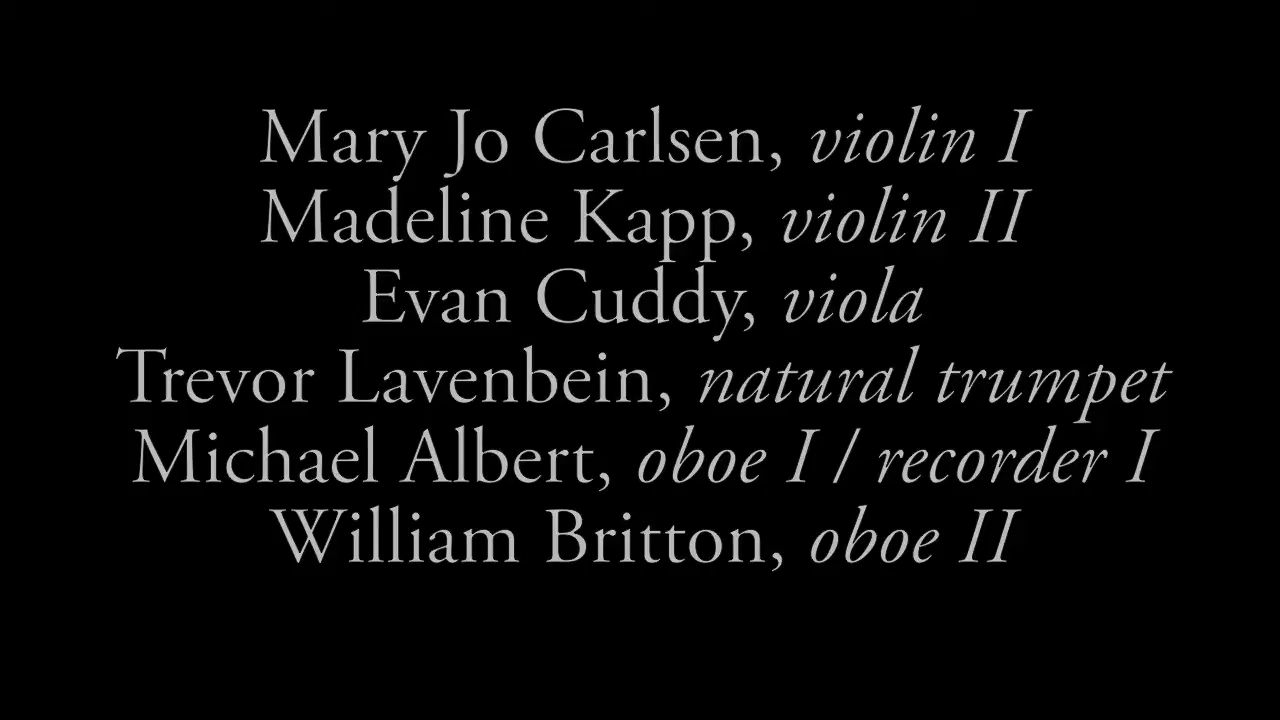 Mary Jo Carlsen, violin I
Madeline Kapp, violin II
Evan Cuddy, viola
Trevor Lavenbein, natural trumpet
Michael Albert, oboe I / recorder I
William Britton, oboe II